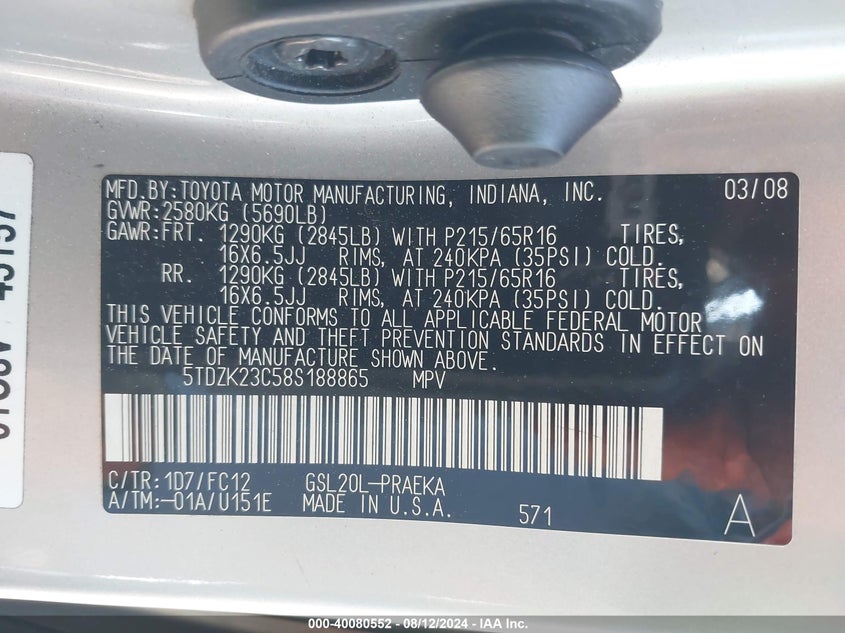 MFD.BY:TOYOTA MOTOR MANUFACTURING, INDIANA, INC. 03/08
GVWR:2580KG (5690LB)
GAWR:FRT. 1290KG (2845LB) WITH P215/65R16 TIRES,
16X6.5JJ RIMS, AT 240KPA (35PSI) COLD.
RR. 1290KG (2845LB) WITH P215/65R16 TIRES,
16X6.5JJ RIMS, AT 240KPA (35PSI) COLD.
THIS VEHICLE CONFORMS TO ALL APPLICABLE FEDERAL MOTOR
VEHICLE SAFETY AND THEFT PREVENTION STANDARDS IN EFFECT ON
THE DATE OF MANUFACTURE SHOWN ABOVE.
5TDZK23C58S188865 MPV
C/TR:1D7/FC12 GSL20L-PRAEKA
A/TM:-01A/U151E MADE IN U.S.A. 571 A
000-40080552 - 08/12/2024 - IAA Inc.